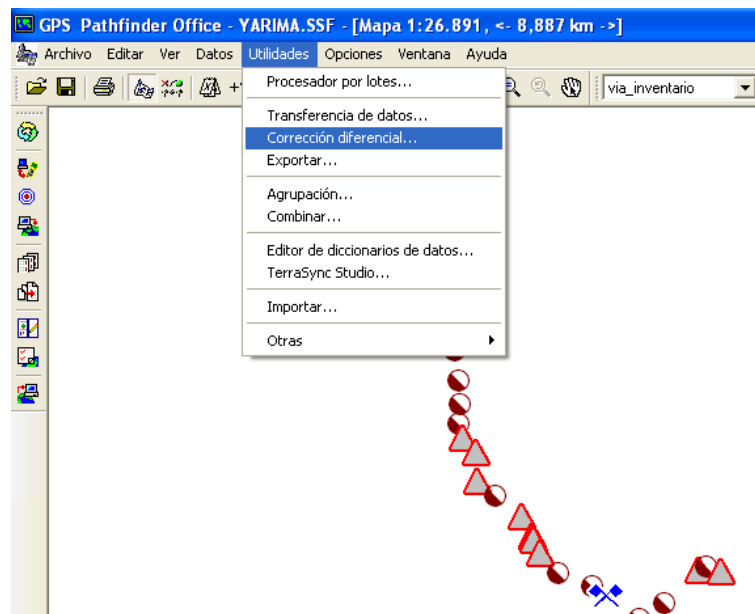 GPS Pathfinder Office - YARIMA.SSF - [Mapa 1:26.891, <- 8,887 km ->]
Archivo Editar Ver Datos Utilidades Opciones Ventana Ayuda
via_inventario
Procesador por lotes...
Transferencia de datos...
Corrección diferencial...
Exportar...
Agrupación...
Combinar...
Editor de diccionarios de datos...
TerraSync Studio...
Importar...
Otras